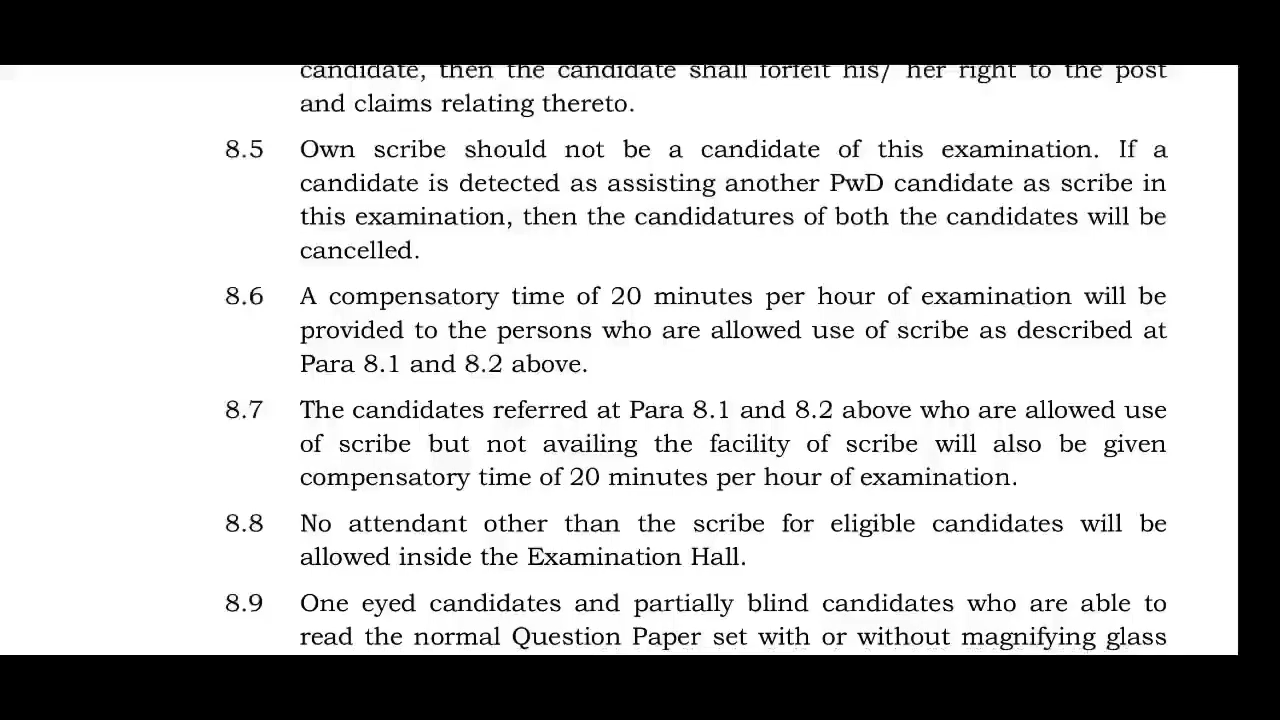 candidate, then the candidate shall forfeit his/ her right to the post
and claims relating thereto.
8.5 Own scribe should not be a candidate of this examination. If a
candidate is detected as assisting another PwD candidate as scribe in
this examination, then the candidatures of both the candidates will be
cancelled.
8.6 A compensatory time of 20 minutes per hour of examination will be
provided to the persons who are allowed use of scribe as described at
Para 8.1 and 8.2 above.
8.7 The candidates referred at Para 8.1 and 8.2 above who are allowed use
of scribe but not availing the facility of scribe will also be given
compensatory time of 20 minutes per hour of examination.
8.8 No attendant other than the scribe for eligible candidates will be
allowed inside the Examination Hall.
8.9 One eyed candidates and partially blind candidates who are able to
read the normal Question Paper set with or without magnifying glass